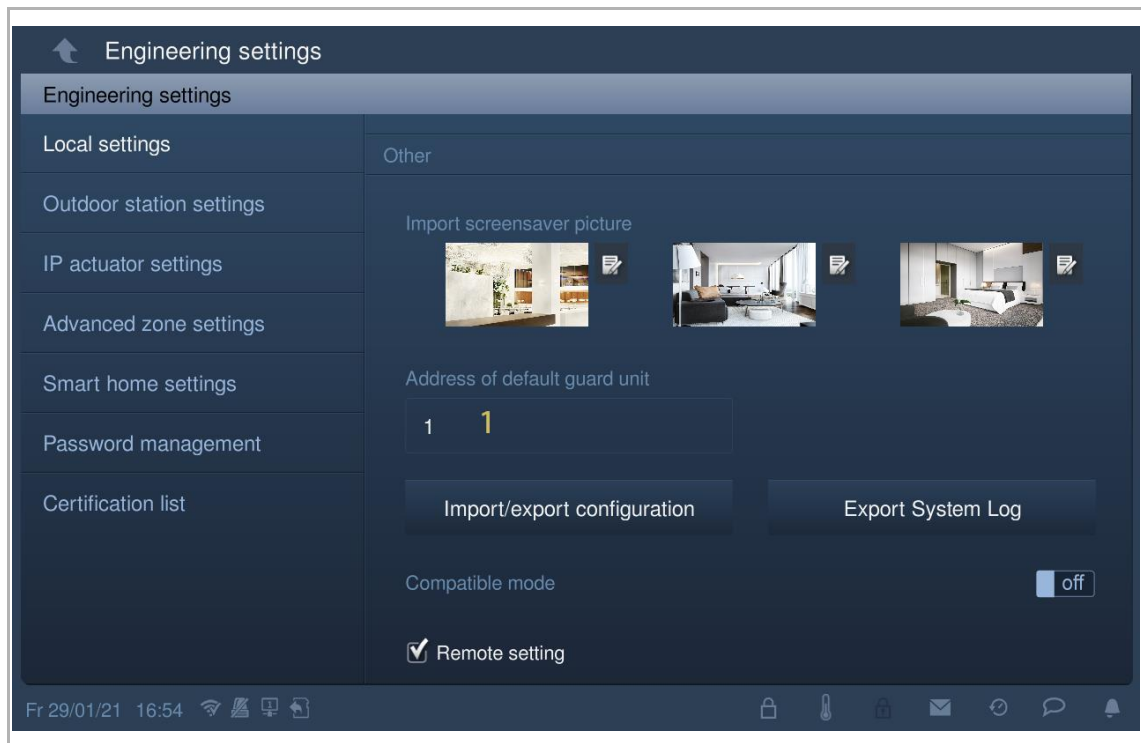 Engineering settings
Engineering settings
Local settings
Outdoor station settings
IP actuator settings
Advanced zone settings
Smart home settings
Password management
Certification list
Other
Import screensaver picture
Address of default guard unit
1 1
Import/export configuration Export System Log
Compatible mode off
Remote setting
Fr 29/01/21 16:54